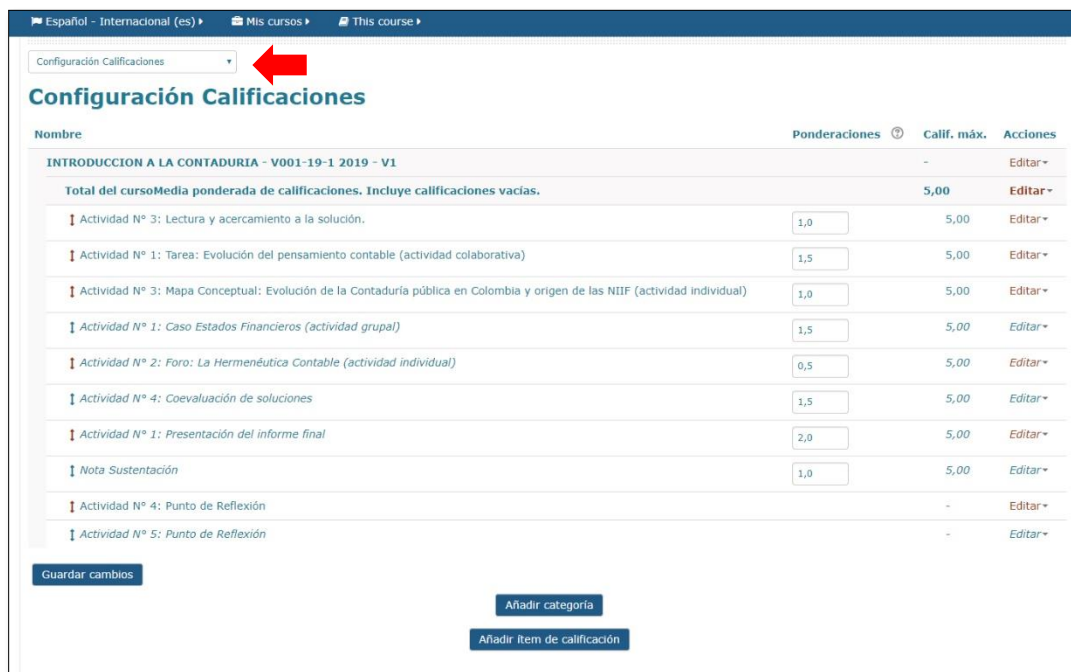 Español - Internacional (es) Mis cursos This course
Configuración Calificaciones
Configuración Calificaciones
Nombre Ponderaciones Calif. máx. Acciones
INTRODUCCION A LA CONTADURIA - V001-19-1 2019 - V1 - Editar
Total del cursoMedia ponderada de calificaciones. Incluye calificaciones vacías. 5,00 Editar
Actividad N° 3: Lectura y acercamiento a la solución. 1,0 5,00 Editar
Actividad N° 1: Tarea: Evolución del pensamiento contable (actividad colaborativa) 1,5 5,00 Editar
Actividad N° 3: Mapa Conceptual: Evolución de la Contaduría pública en Colombia y origen de las NIIF (actividad individual) 1,0 5,00 Editar
Actividad N° 1: Caso Estados Financieros (actividad grupal) 1,5 5,00 Editar
Actividad N° 2: Foro: La Hermenéutica Contable (actividad individual) 0,5 5,00 Editar
Actividad N° 4: Coevaluación de soluciones 1,5 5,00 Editar
Actividad N° 1: Presentación del informe final 2,0 5,00 Editar
Nota Sustentación 1,0 5,00 Editar
Actividad N° 4: Punto de Reflexión - Editar
Actividad N° 5: Punto de Reflexión - Editar
Guardar cambios
Añadir categoría
Añadir ítem de calificación